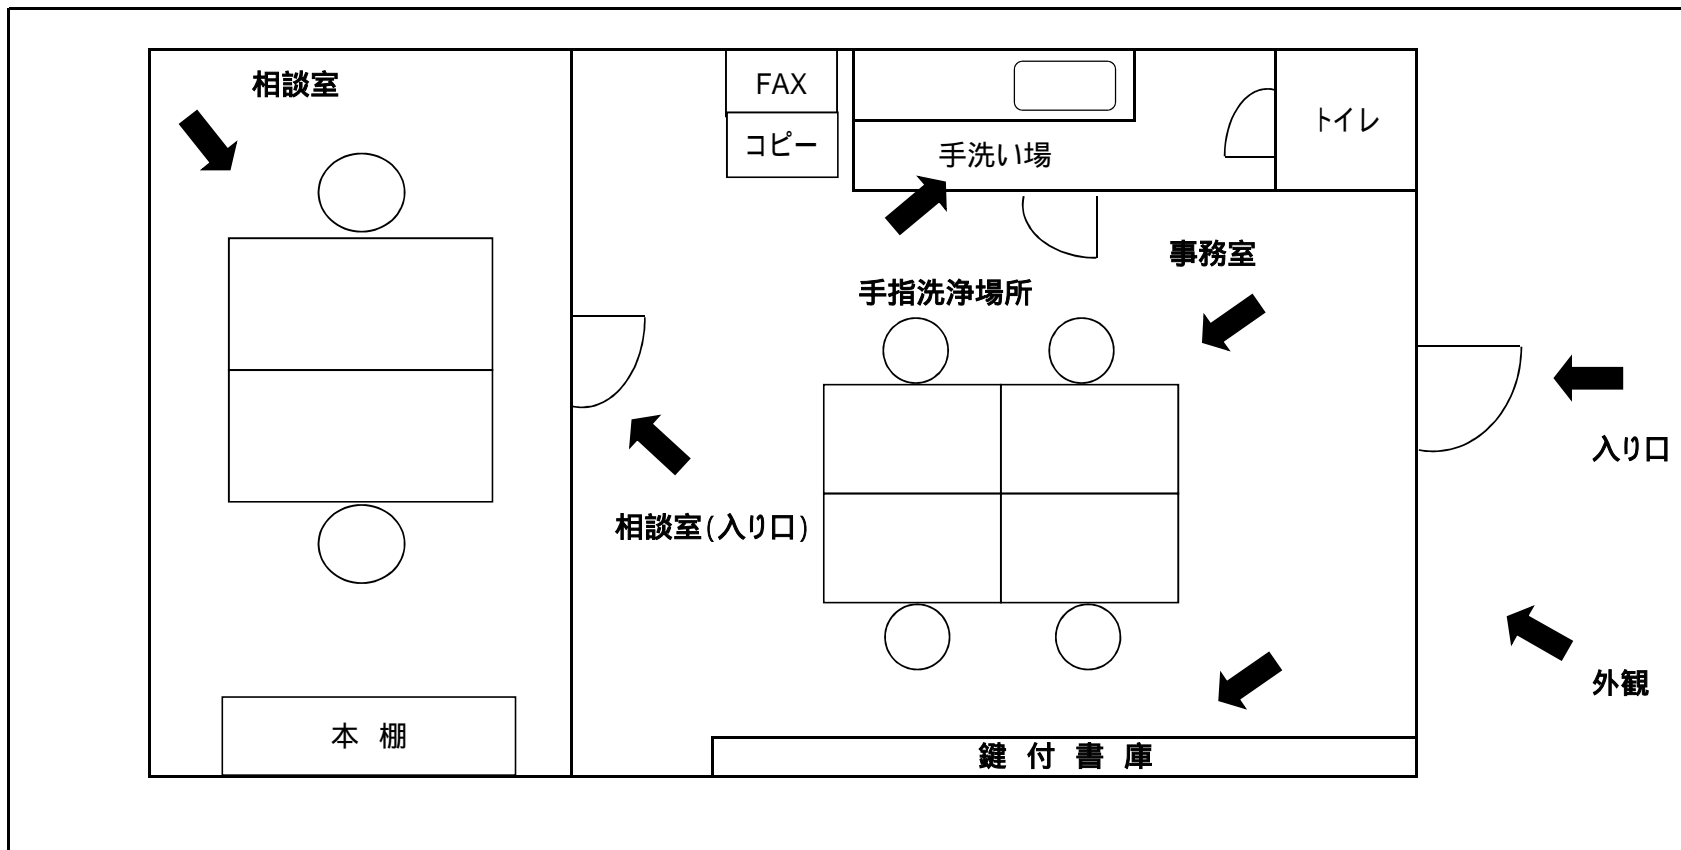 相談室
FAX
コピー
手洗い場
トイレ
事務室
手指洗浄場所
入り口
相談室(入り口)
外観
本 棚
鍵 付 書 庫